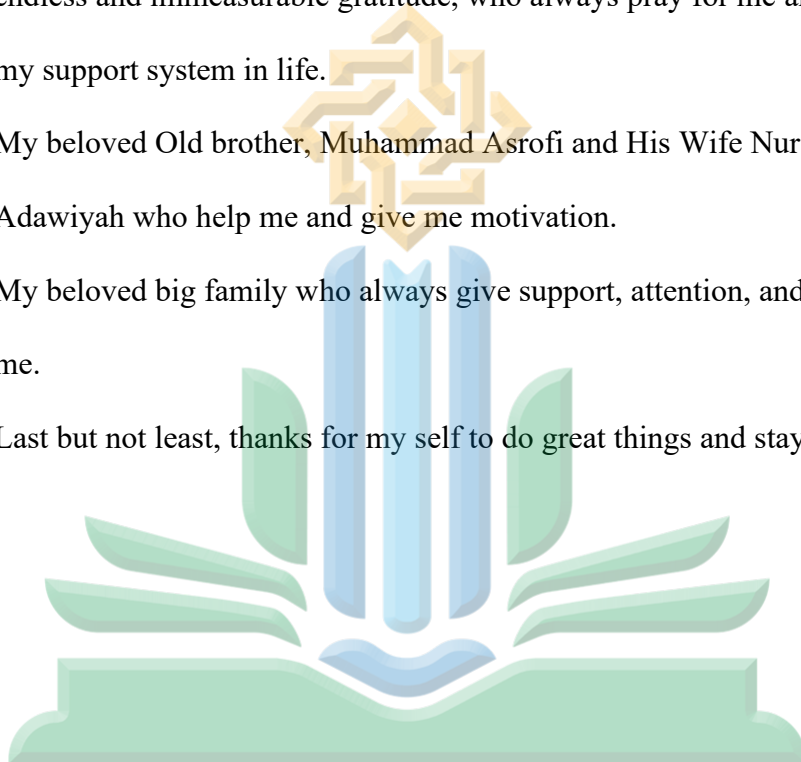 endless and immeasurable gratitude, who always pray for me
my support system in life.
My beloved Old brother, Muhammad Asrofi and His Wife Nur
Adawiyah who help me and give me motivation.
My beloved big family who always give support, attention, and
me.
Last but not least, thanks for my self to do great things and stay